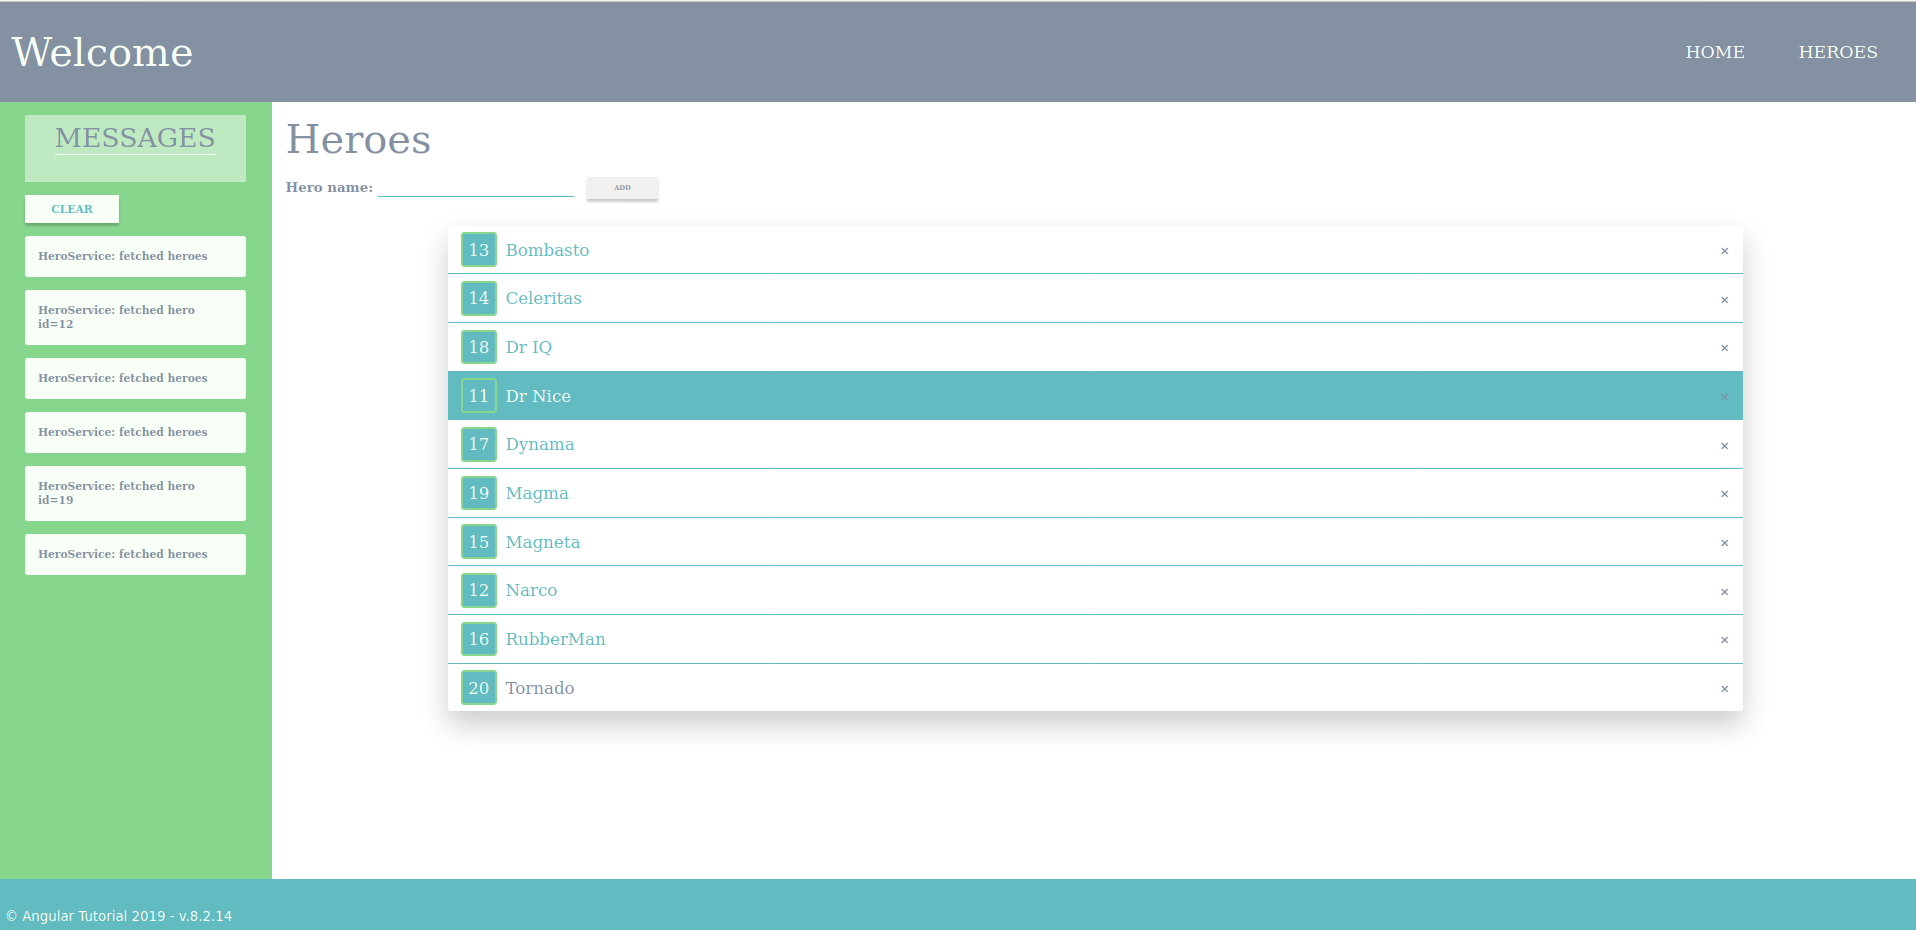 Welcome
HOME
HEROES
MESSAGES
CLEAR
HeroService: fetched heroes
HeroService: fetched hero
id=12
HeroService: fetched heroes
HeroService: fetched heroes
HeroService: fetched hero
id=19
HeroService: fetched heroes
Heroes
Hero name:
ADD
13 Bombasto ×
14 Celeritas ×
18 Dr IQ ×
11 Dr Nice ×
17 Dynama ×
19 Magma ×
15 Magneta ×
12 Narco ×
16 RubberMan ×
20 Tornado ×
© Angular Tutorial 2019 - v.8.2.14